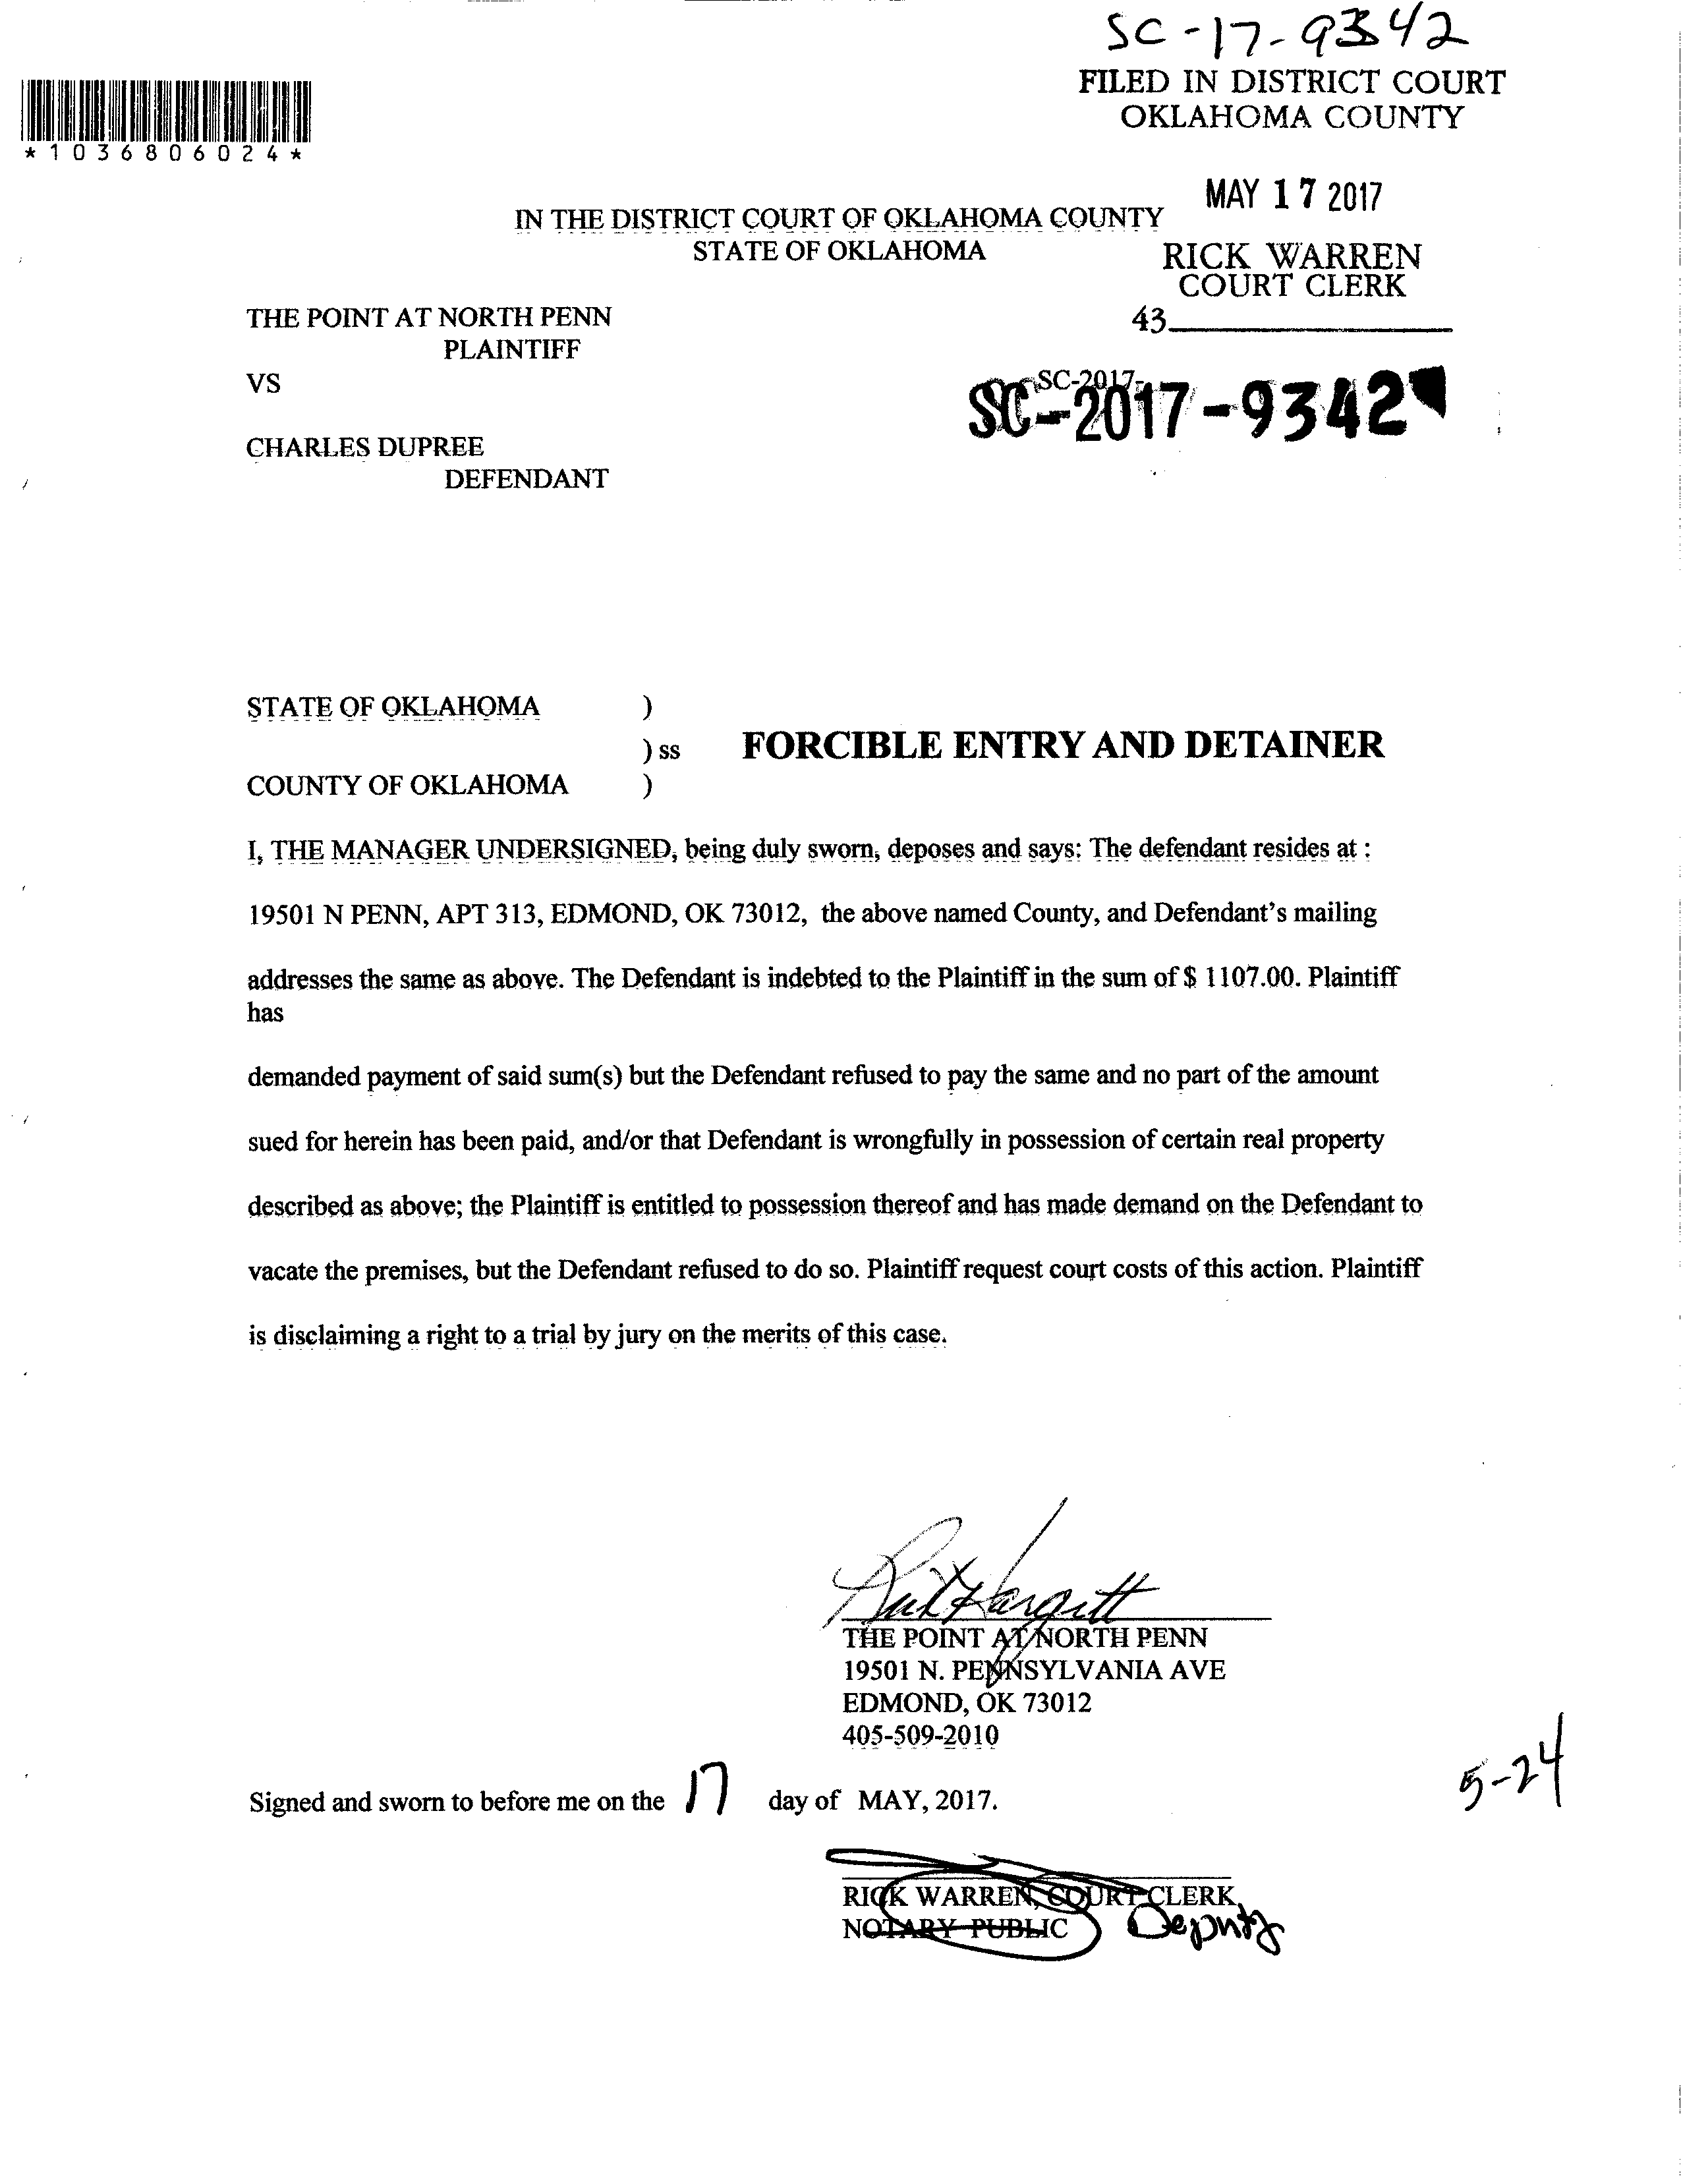 SC-17-9342
FILED IN DISTRICT COURT
OKLAHOMA COUNTY
*1036806024*
MAY 17 2017
IN THE DISTRICT COURT OF OKLAHOMA COUNTY
STATE OF OKLAHOMA
RICK WARREN
COURT CLERK
43
THE POINT AT NORTH PENN
PLAINTIFF
VS
SC-2017-
SC-2017-9342
CHARLES DUPREE
DEFENDANT
STATE OF OKLAHOMA )
) ss FORCIBLE ENTRY AND DETAINER
COUNTY OF OKLAHOMA )
I, THE MANAGER UNDERSIGNED, being duly sworn, deposes and says: The defendant resides at :
19501 N PENN, APT 313, EDMOND, OK 73012, the above named County, and Defendant's mailing
addresses the same as above. The Defendant is indebted to the Plaintiff in the sum of $ 1107.00. Plaintiff
has
demanded payment of said sum(s) but the Defendant refused to pay the same and no part of the amount
sued for herein has been paid, and/or that Defendant is wrongfully in possession of certain real property
described as above; the Plaintiff is entitled to possession thereof and has made demand on the Defendant to
vacate the premises, but the Defendant refused to do so. Plaintiff request court costs of this action. Plaintiff
is disclaiming a right to a trial by jury on the merits of this case.
THE POINT AT NORTH PENN
19501 N. PENNSYLVANIA AVE
EDMOND, OK 73012
405-509-2010
5-24
Signed and sworn to before me on the 17 day of MAY, 2017.
RICK WARREN, COURT CLERK
NOTARY PUBLIC Deputy